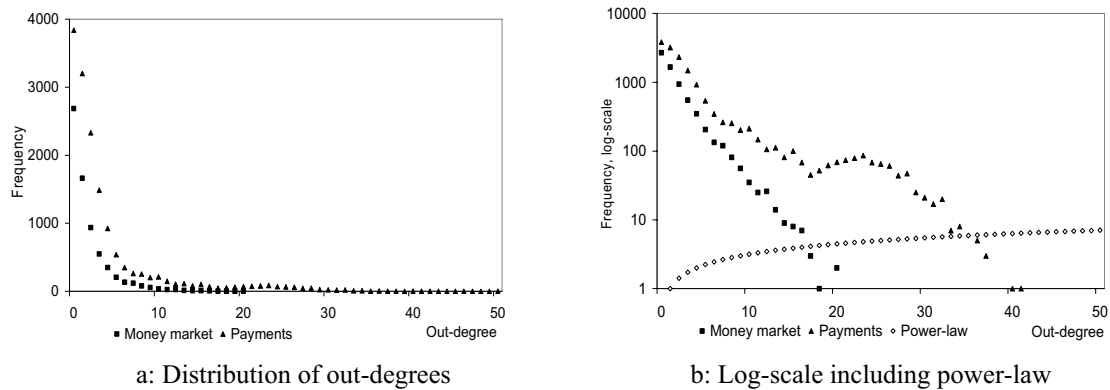 4000
3000
2000
1000
0
Frequency
0 10 20 30 40 50
Money market Payments Out-degree
a: Distribution of out-degrees
10000
1000
100
10
1
Frequency, log-scale
0 10 20 30 40 50
Money market Payments Power-law Out-degree
b: Log-scale including power-law